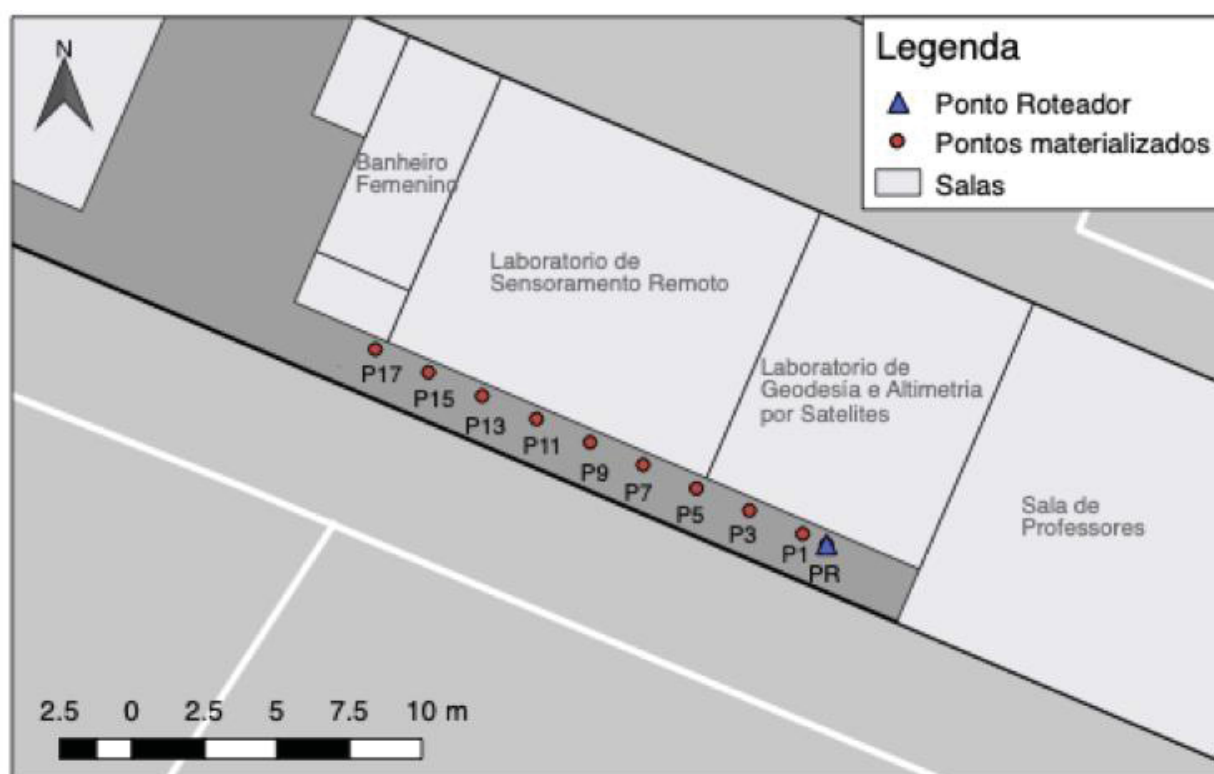 N
Legenda
Ponto Roteador
Pontos materializados
Salas
Banheiro
Femenino
Laboratorio de
Sensoramento Remoto
Laboratorio de
Geodesia e Altimetria
por Satelites
Sala de
Professores
P17
P15
P13
P11
P9
P7
P5
P3
P1
PR
2.5 0 2.5 5 7.5 10 m